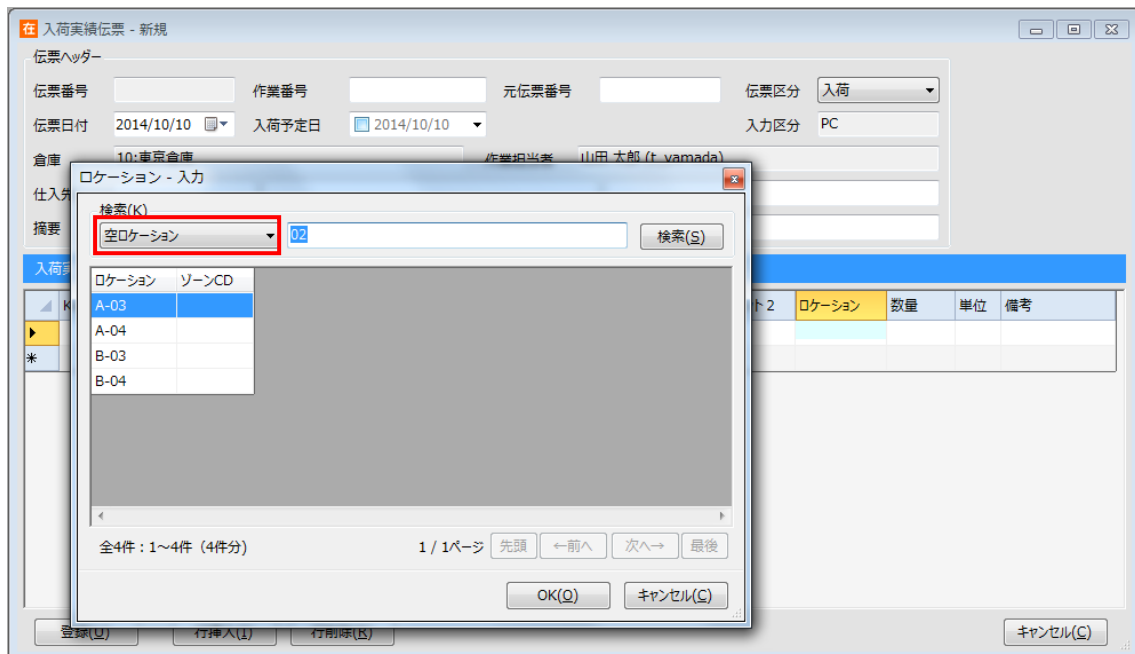 在 入荷実績伝票 - 新規
伝票ヘッダー
伝票番号 作業番号 元伝票番号 伝票区分 入荷
伝票日付 2014/10/10 入荷予定日 2014/10/10 入力区分 PC
倉庫 10:東京倉庫 作業担当者 山田 太郎 (t_yamada)
仕入先
摘要
入荷実
K ト2 ロケーション 数量 単位 備考
ロケーション - 入力
検索(K)
空ロケーション 02 検索(S)
ロケーション ゾーンCD
A-03
A-04
B-03
B-04
全4件：1～4件（4件分） 1 / 1ページ 先頭 ←前へ 次へ→ 最後
OK(O) キャンセル(C)
登録(U) 行挿入(I) 行削除(R) キャンセル(C)